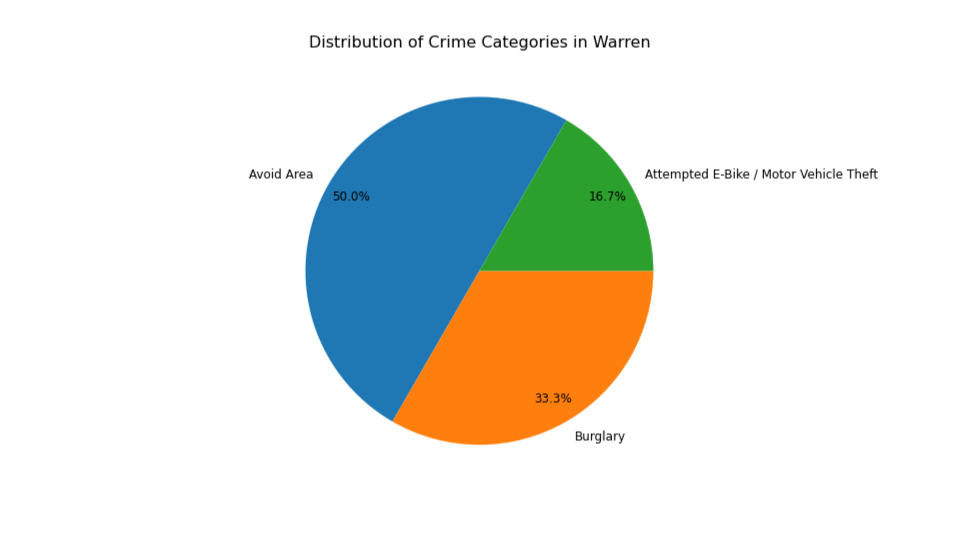 Distribution of Crime Categories in Warren
Avoid Area
Attempted E-Bike / Motor Vehicle Theft
50.0%
16.7%
33.3%
Burglary